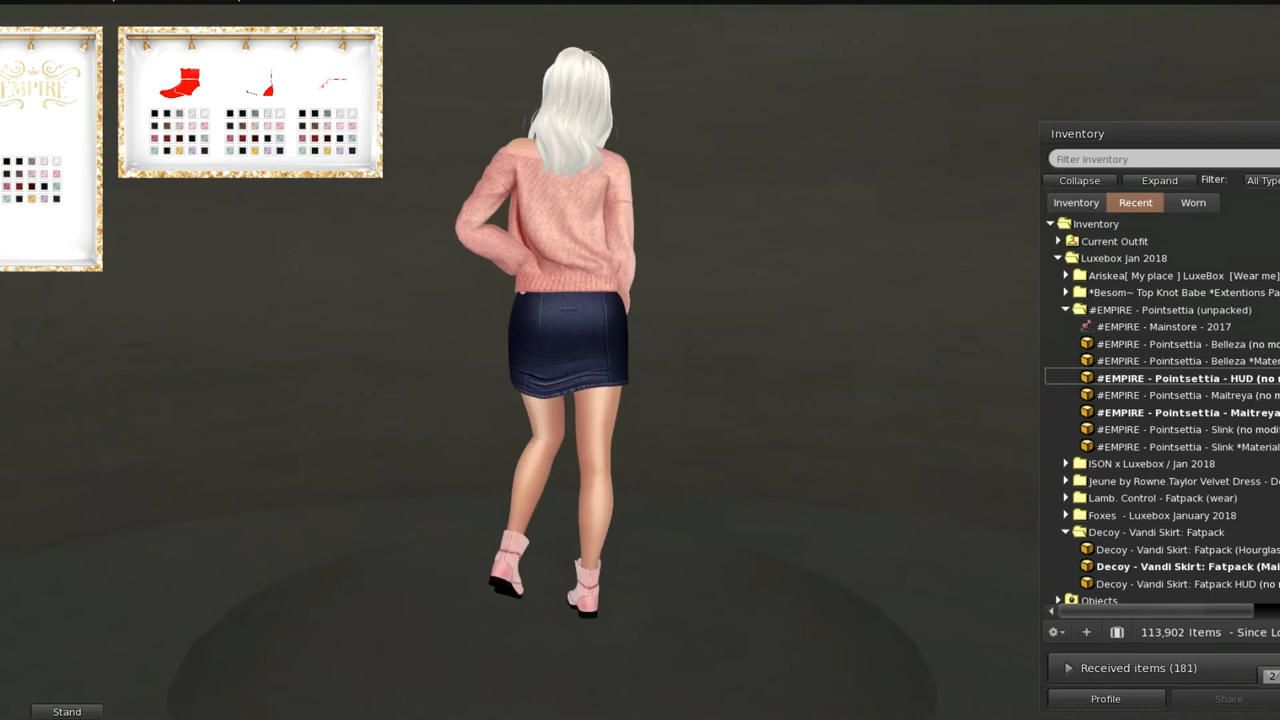 EMPIRE
Inventory
Filter Inventory
Collapse
Expand
Filter:
All Type
Inventory
Recent
Worn
Inventory
Current Outfit
Luxebox Jan 2018
Ariskea[ My place ] LuxeBox [Wear me]
*Besom~ Top Knot Babe *Extentions Pa
#EMPIRE - Pointsettia (unpacked)
#EMPIRE - Mainstore - 2017
#EMPIRE - Pointsettia - Belleza (no mo
#EMPIRE - Pointsettia - Belleza *Mater
#EMPIRE - Pointsettia - HUD (no m
#EMPIRE - Pointsettia - Maitreya (no m
#EMPIRE - Pointsettia - Maitreya
#EMPIRE - Pointsettia - Slink (no modif
#EMPIRE - Pointsettia - Slink *Material
ISON x Luxebox / Jan 2018
Jeune by Rowne.Taylor Velvet Dress - De
Lamb. Control - Fatpack (wear)
Foxes - Luxebox January 2018
Decoy - Vandi Skirt: Fatpack
Decoy - Vandi Skirt: Fatpack (Hourglas
Decoy - Vandi Skirt: Fatpack (Mai
Decoy - Vandi Skirt: Fatpack HUD (no m
Objects
113,902 Items - Since Lo
Received items (181)
2
Profile
Share
Stand